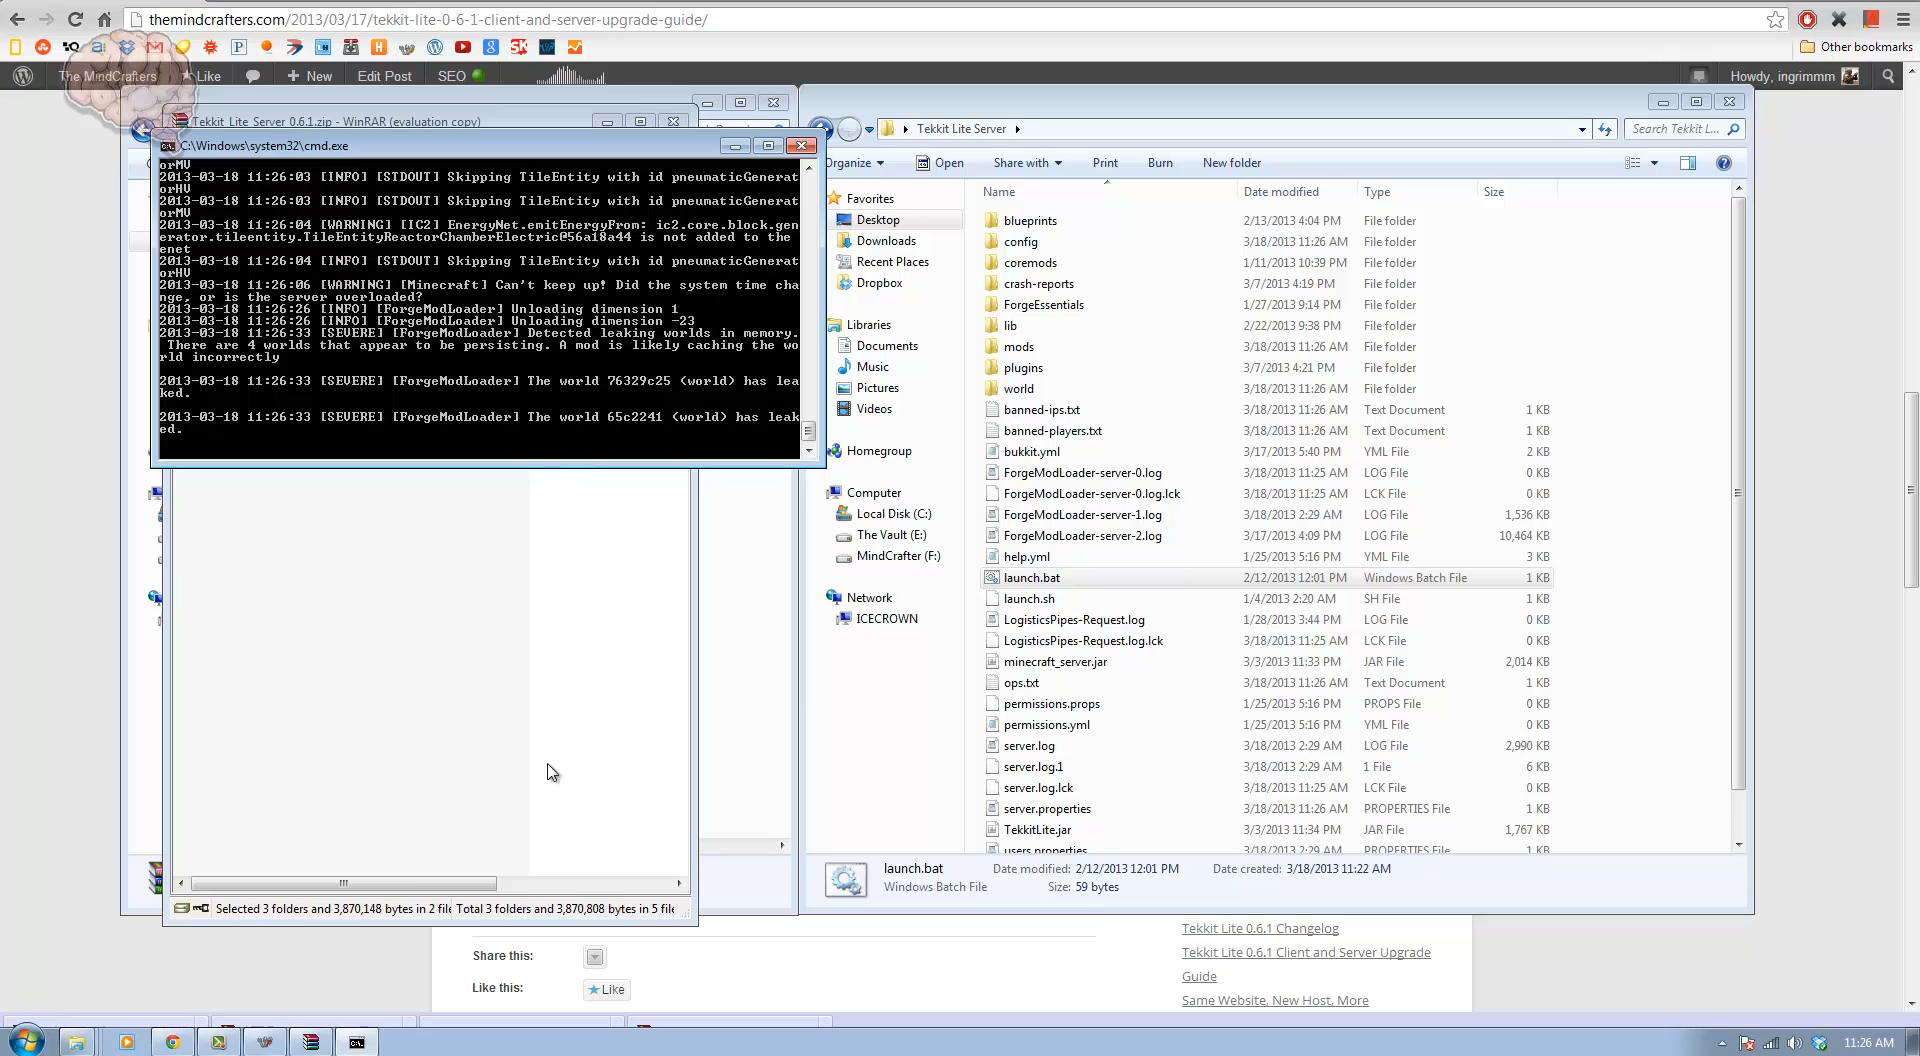 themindcrafters.com/2013/03/17/tekkit-lite-0-6-1-client-and-server-upgrade-guide/
Other bookmarks
The MindCrafters
Like
New
Edit Post
SEO
Howdy, ingrimmm
Tekkit Lite Server 0.6.1.zip - WinRAR (evaluation copy)
C:\Windows\system32\cmd.exe
orMV
2013-03-18 11:26:03 [INFO] [STDOUT] Skipping TileEntity with id pneumaticGenerat
orHV
2013-03-18 11:26:03 [INFO] [STDOUT] Skipping TileEntity with id pneumaticGenerat
orMV
2013-03-18 11:26:04 [WARNING] [IC2] EnergyNet.emitEnergyFrom: ic2.core.block.gen
erator.tileentity.TileEntityReactorChamberElectric@56a18a44 is not added to the
enet
2013-03-18 11:26:04 [INFO] [STDOUT] Skipping TileEntity with id pneumaticGenerat
orHV
2013-03-18 11:26:06 [WARNING] [Minecraft] Can't keep up! Did the system time cha
nge, or is the server overloaded?
2013-03-18 11:26:26 [INFO] [ForgeModLoader] Unloading dimension 1
2013-03-18 11:26:26 [INFO] [ForgeModLoader] Unloading dimension -23
2013-03-18 11:26:33 [SEVERE] [ForgeModLoader] Detected leaking worlds in memory.
There are 4 worlds that appear to be persisting. A mod is likely caching the wo
rld incorrectly
2013-03-18 11:26:33 [SEVERE] [ForgeModLoader] The world 76329c25 (world) has lea
ked.
2013-03-18 11:26:33 [SEVERE] [ForgeModLoader] The world 65c2241 (world) has leak
ed.
Selected 3 folders and 3,870,148 bytes in 2 file Total 3 folders and 3,870,808 bytes in 5 file
Tekkit Lite Server
Search Tekkit L...
Organize Open Share with Print Burn New folder
Favorites
Desktop
Downloads
Recent Places
Dropbox
Libraries
Documents
Music
Pictures
Videos
Homegroup
Computer
Local Disk (C:)
The Vault (E:)
MindCrafter (F:)
Network
ICECROWN
Name Date modified Type Size
blueprints 2/13/2013 4:04 PM File folder
config 3/18/2013 11:26 AM File folder
coremods 1/11/2013 10:39 PM File folder
crash-reports 3/7/2013 4:19 PM File folder
ForgeEssentials 1/27/2013 9:14 PM File folder
lib 2/22/2013 9:38 PM File folder
mods 3/18/2013 11:26 AM File folder
plugins 3/7/2013 4:21 PM File folder
world 3/18/2013 11:26 AM File folder
banned-ips.txt 3/18/2013 11:26 AM Text Document 1 KB
banned-players.txt 3/18/2013 11:26 AM Text Document 1 KB
bukkit.yml 3/17/2013 5:40 PM YML File 2 KB
ForgeModLoader-server-0.log 3/18/2013 11:25 AM LOG File 0 KB
ForgeModLoader-server-0.log.lck 3/18/2013 11:25 AM LCK File 0 KB
ForgeModLoader-server-1.log 3/18/2013 2:29 AM LOG File 1,536 KB
ForgeModLoader-server-2.log 3/17/2013 4:09 PM LOG File 10,464 KB
help.yml 1/25/2013 5:16 PM YML File 3 KB
launch.bat 2/12/2013 12:01 PM Windows Batch File 1 KB
launch.sh 1/4/2013 2:20 AM SH File 1 KB
LogisticsPipes-Request.log 1/28/2013 3:44 PM LOG File 0 KB
LogisticsPipes-Request.log.lck 3/18/2013 11:25 AM LCK File 0 KB
minecraft_server.jar 3/3/2013 11:33 PM JAR File 2,014 KB
ops.txt 3/18/2013 11:26 AM Text Document 1 KB
permissions.props 1/25/2013 5:16 PM PROPS File 0 KB
permissions.yml 1/25/2013 5:16 PM YML File 0 KB
server.log 3/18/2013 2:29 AM LOG File 2,990 KB
server.log.1 3/18/2013 2:29 AM 1 File 6 KB
server.log.lck 3/18/2013 11:26 AM LCK File 0 KB
server.properties 3/18/2013 11:26 AM PROPERTIES File 1 KB
TekkitLite.jar 3/3/2013 11:34 PM JAR File 1,767 KB
users.properties 3/18/2013 2:29 AM PROPERTIES File 1 KB
launch.bat Date modified: 2/12/2013 12:01 PM Date created: 3/18/2013 11:22 AM
Windows Batch File Size: 59 bytes
Share this:
Like this:
Like
Tekkit Lite 0.6.1 Changelog
Tekkit Lite 0.6.1 Client and Server Upgrade
Guide
Same Website, New Host, More
11:26 AM